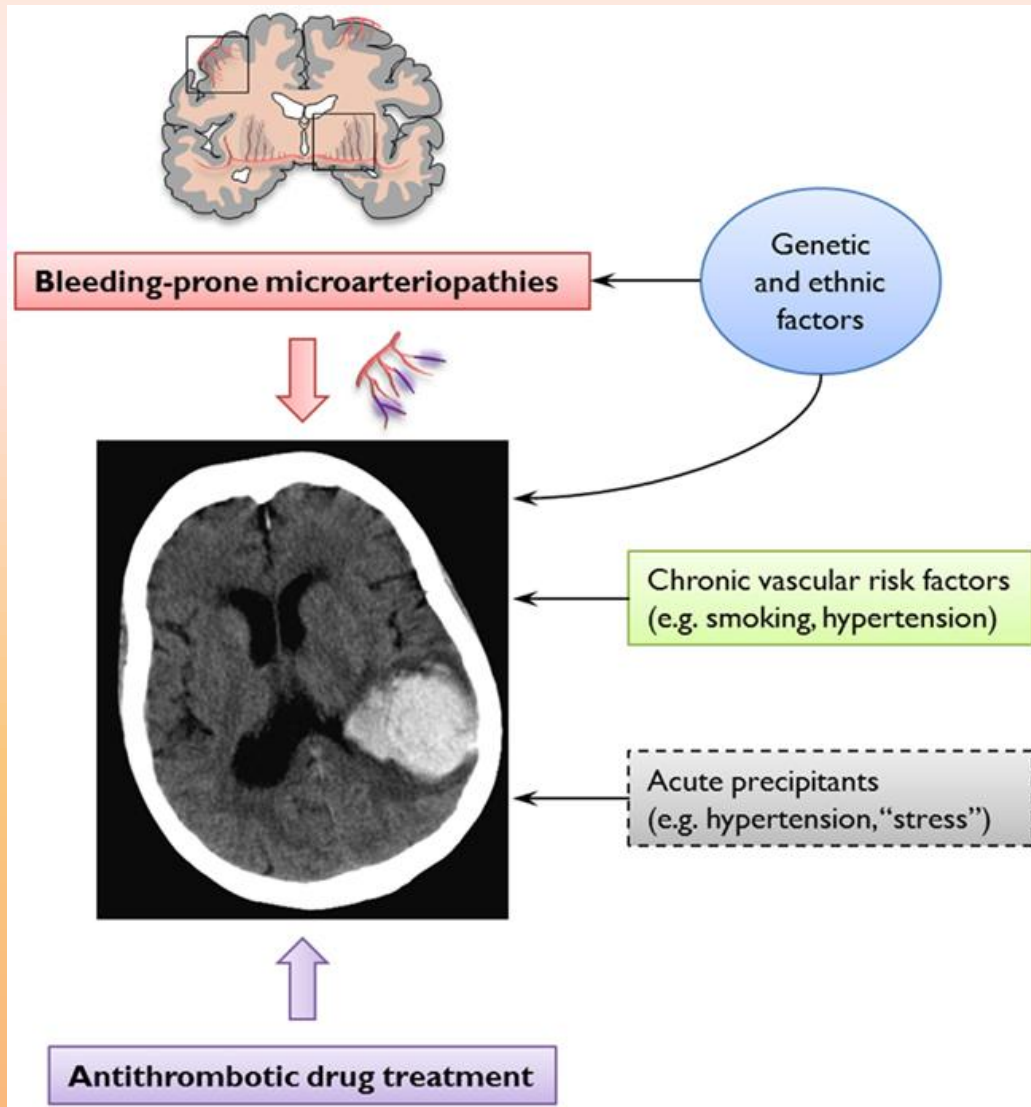 Bleeding-prone microarteriopathies
Genetic
and ethnic
factors
Chronic vascular risk factors
(e.g. smoking, hypertension)
Acute precipitants
(e.g. hypertension, “stress”)
Antithrombotic drug treatment